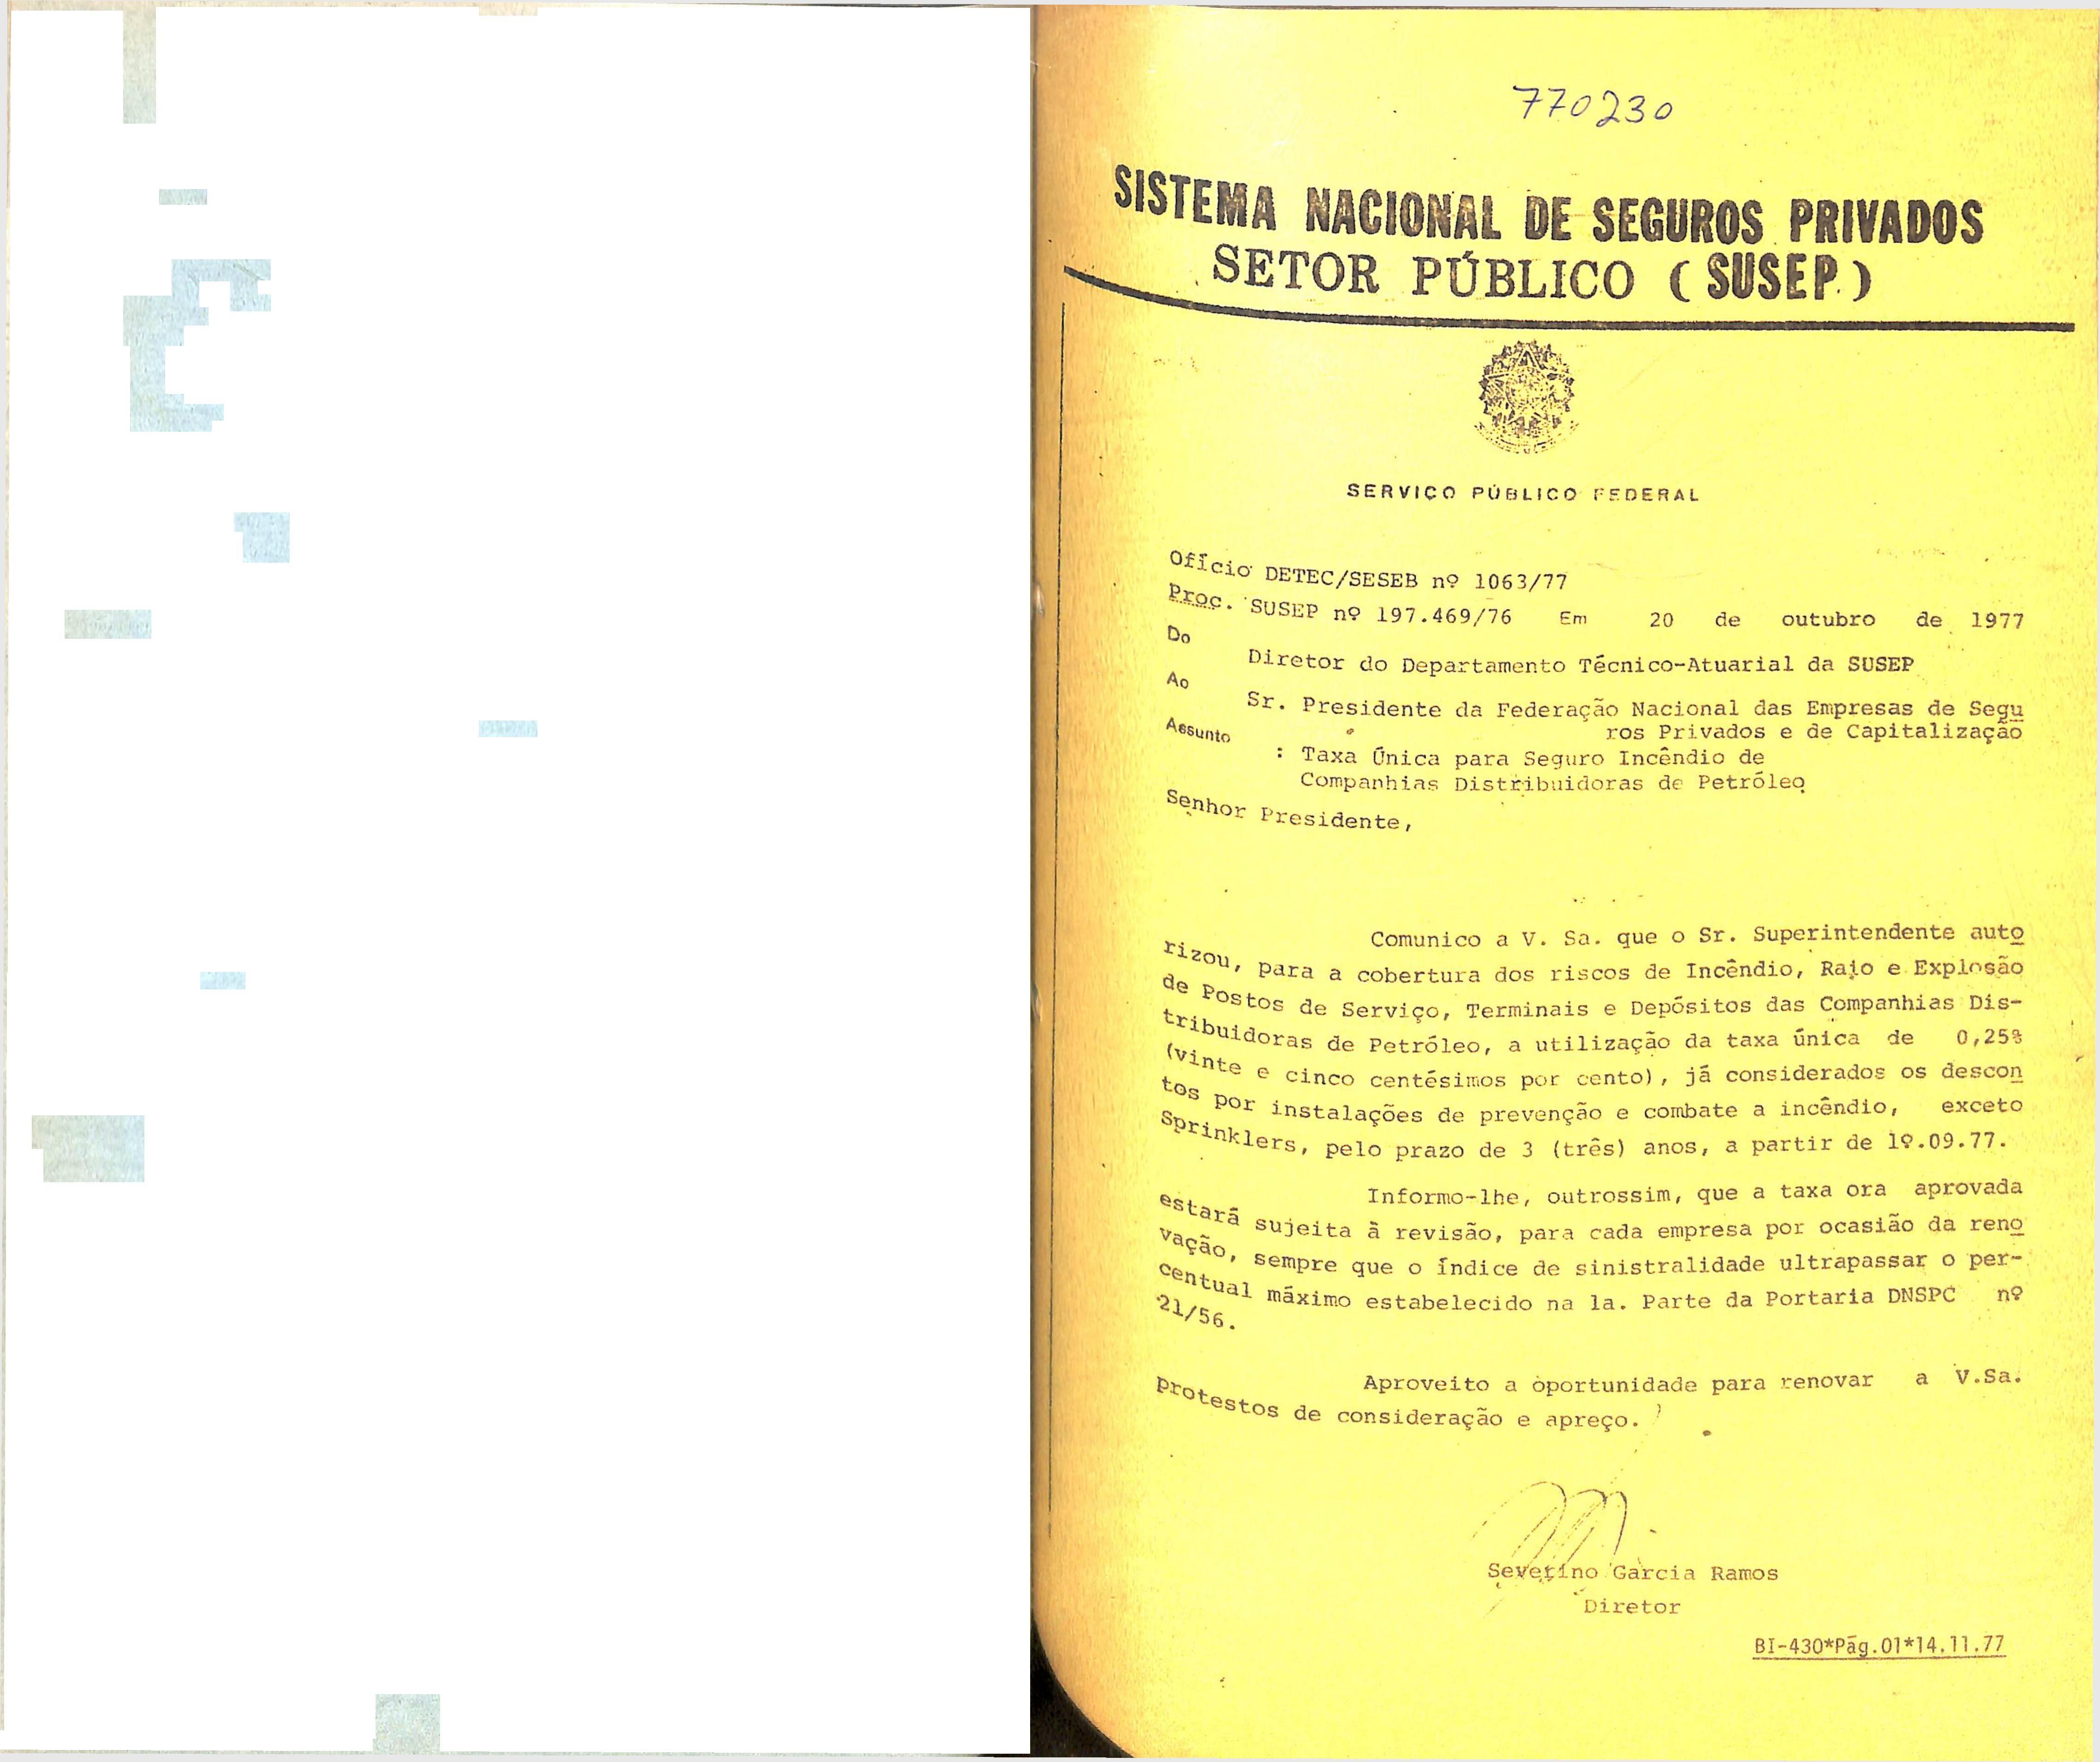 770230
SISTEMA NACIONAL DE SEGUROS PRIVADOS
SETOR PÚBLICO (SUSEP)
SERVIÇO PÚBLICO FEDERAL
Ofício DETEC/SESEB nº 1063/77
Proc. SUSEP nº 197.469/76 Em 20 de outubro de 1977
Do
Diretor do Departamento Técnico-Atuarial da SUSEP
Ao
Sr. Presidente da Federação Nacional das Empresas de Segu
ros Privados e de Capitalização
Assunto
: Taxa Única para Seguro Incêndio de
Companhias Distribuidoras de Petróleo
Senhor Presidente,
Comunico a V. Sa. que o Sr. Superintendente auto
rizou, para a cobertura dos riscos de Incêndio, Raio e Explosão
de Postos de Serviço, Terminais e Depósitos das Companhias Dis-
tribuidoras de Petróleo, a utilização da taxa única de 0,25%
(vinte e cinco centésimos por cento), já considerados os descon
tos por instalações de prevenção e combate a incêndio, exceto
Sprinklers, pelo prazo de 3 (três) anos, a partir de 1º.09.77.
Informo-lhe, outrossim, que a taxa ora aprovada
estará sujeita à revisão, para cada empresa por ocasião da reno
vação, sempre que o índice de sinistralidade ultrapassar o per-
centual máximo estabelecido na la. Parte da Portaria DNSPC nº
21/56.
Aproveito a oportunidade para renovar a V.Sa.
protestos de consideração e apreço.
Severino Garcia Ramos
Diretor
BI-430*Pág.01*14.11.77